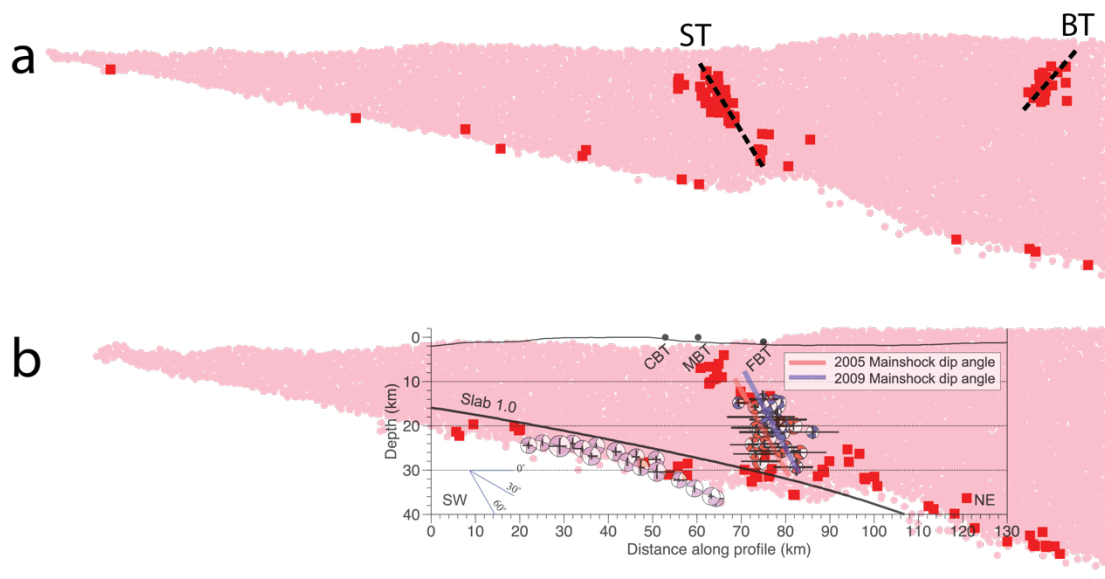 a
ST
BT
b
0
10
20
30
40
Depth (km)
CBT
MBT
FBT
2005 Mainshock dip angle
2009 Mainshock dip angle
Slab 1.0
0°
30°
60°
SW
NE
0 10 20 30 40 50 60 70 80 90 100 110 120 130
Distance along profile (km)